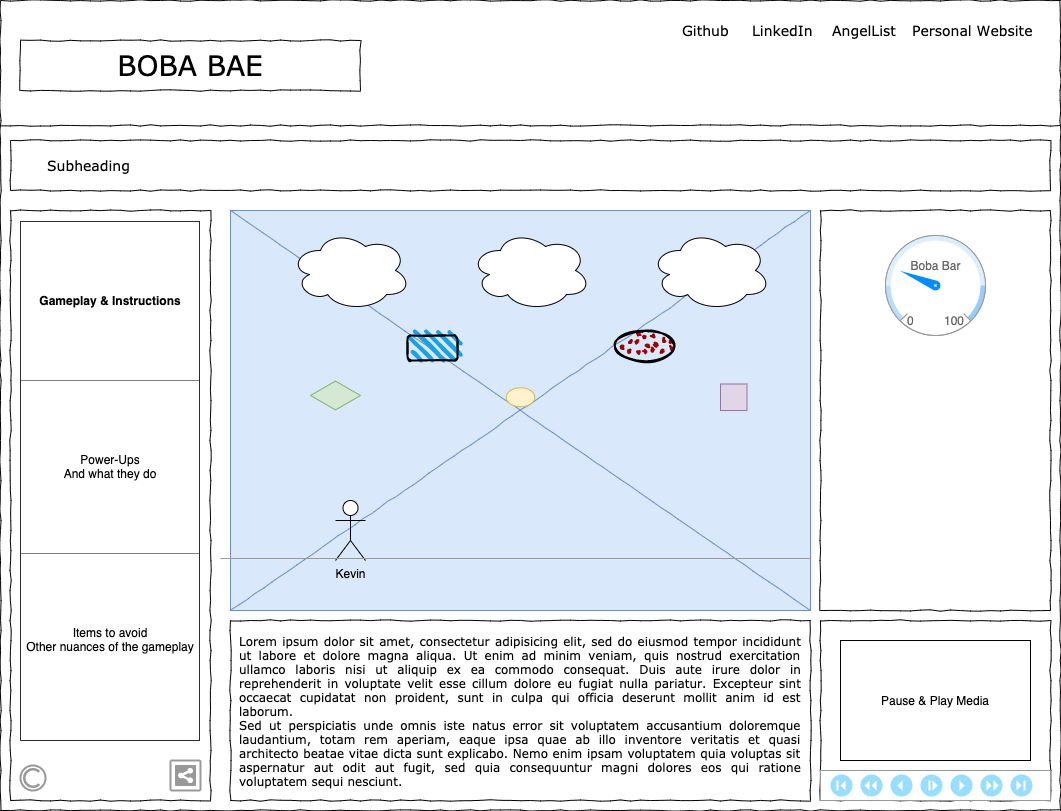 Github LinkedIn AngelList Personal Website
BOBA BAE
Subheading
Gameplay & Instructions
Power-Ups
And what they do
Items to avoid
Other nuances of the gameplay
Kevin
Boba Bar
0 100
Lorem ipsum dolor sit amet, consectetur adipisicing elit, sed do eiusmod tempor incididunt
ut labore et dolore magna aliqua. Ut enim ad minim veniam, quis nostrud exercitation
ullamco laboris nisi ut aliquip ex ea commodo consequat. Duis aute irure dolor in
reprehenderit in voluptate velit esse cillum dolore eu fugiat nulla pariatur. Excepteur sint
occaecat cupidatat non proident, sunt in culpa qui officia deserunt mollit anim id est
laborum.
Sed ut perspiciatis unde omnis iste natus error sit voluptatem accusantium doloremque
laudantium, totam rem aperiam, eaque ipsa quae ab illo inventore veritatis et quasi
architecto beatae vitae dicta sunt explicabo. Nemo enim ipsam voluptatem quia voluptas sit
aspernatur aut odit aut fugit, sed quia consequuntur magni dolores eos qui ratione
voluptatem sequi nesciunt.
Pause & Play Media